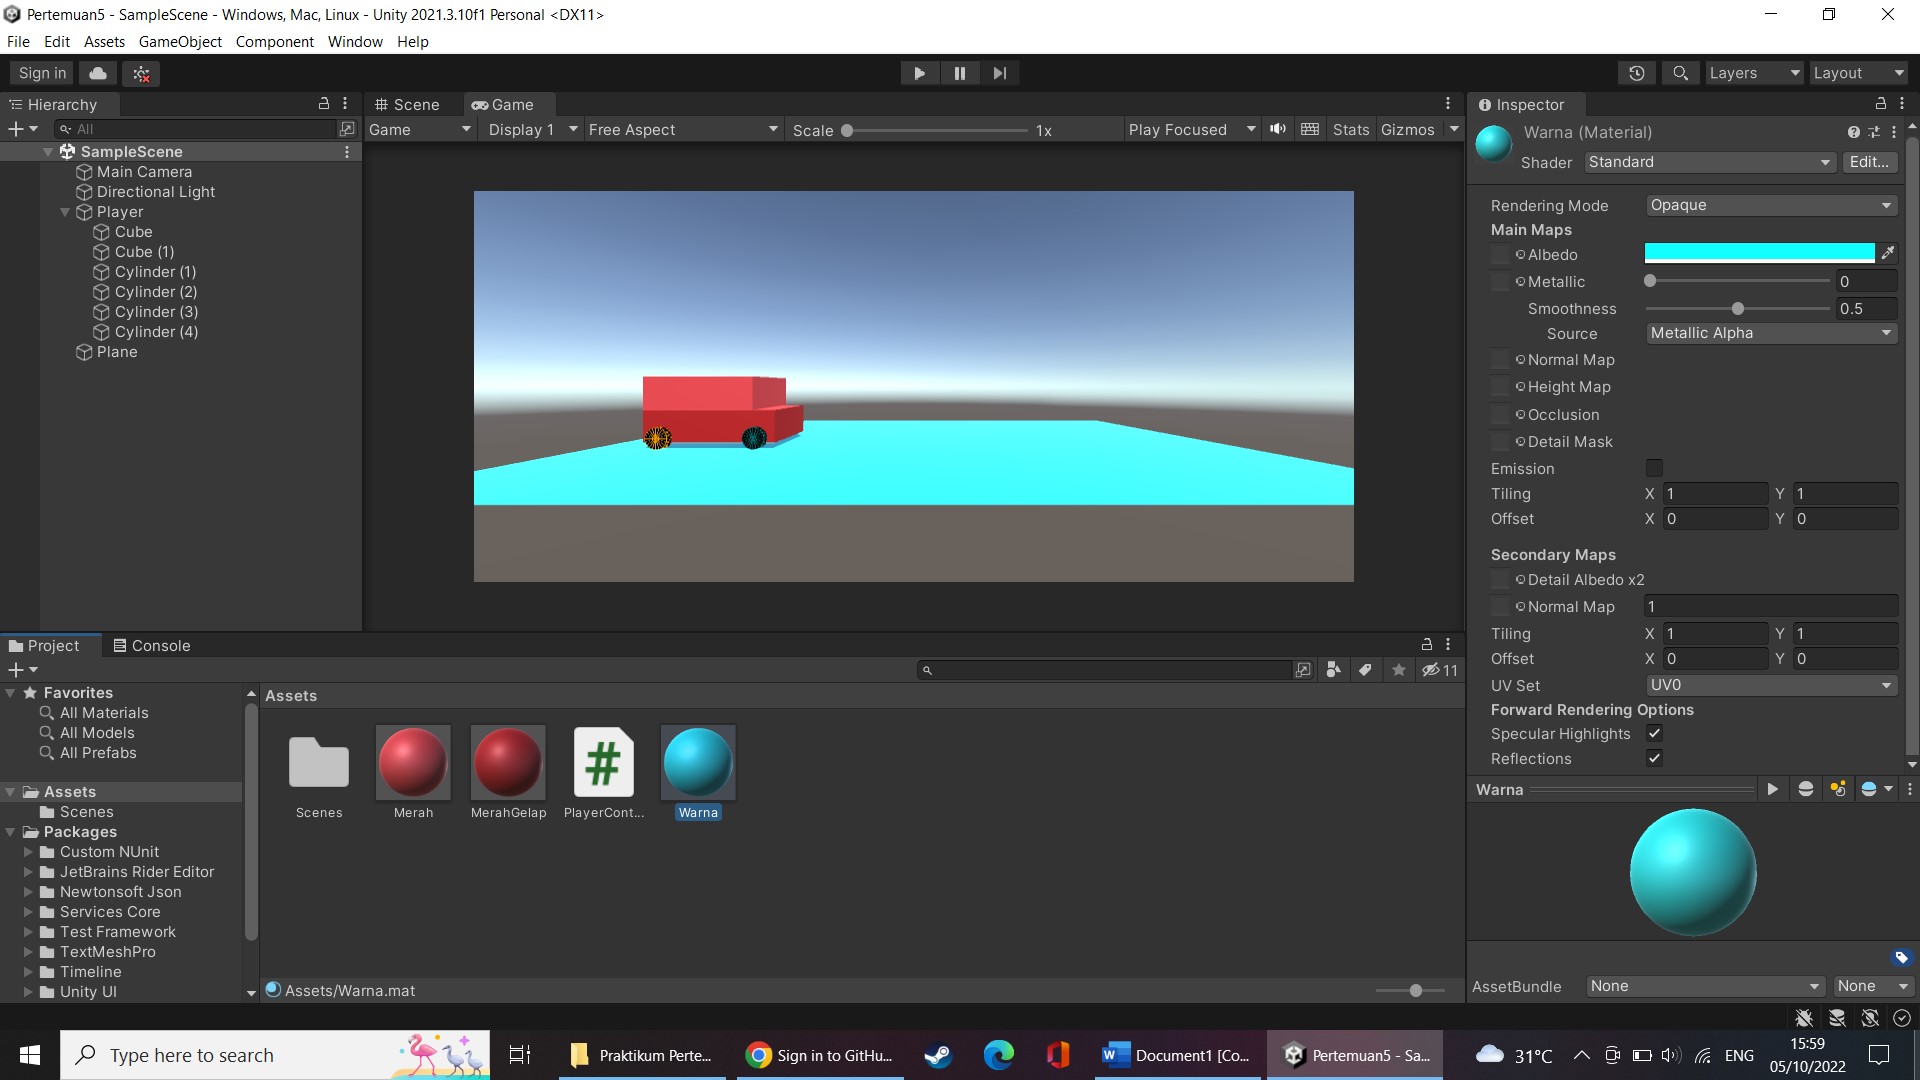 Pertemuan5 - SampleScene - Windows, Mac, Linux - Unity 2021.3.10f1 Personal <DX11>
File Edit Assets GameObject Component Window Help
Sign in Layers Layout
Hierarchy Scene Game Inspector
All Game Display 1 Free Aspect Scale 1x Play Focused Stats Gizmos Warna (Material)
SampleScene
Shader Standard Edit...
Main Camera
Directional Light
Player
Cube
Cube (1)
Cylinder (1)
Cylinder (2)
Cylinder (3)
Cylinder (4)
Plane
Rendering Mode Opaque
Main Maps
Albedo
Metallic 0
Smoothness 0.5
Source Metallic Alpha
Normal Map
Height Map
Occlusion
Detail Mask
Emission
Tiling X 1 Y 1
Offset X 0 Y 0
Secondary Maps
Detail Albedo x2
Normal Map 1
Tiling X 1 Y 1
Offset X 0 Y 0
UV Set UV0
Forward Rendering Options
Specular Highlights
Reflections
Project Console
11
Favorites
All Materials
All Models
All Prefabs
Assets
Scenes
Packages
Custom NUnit
JetBrains Rider Editor
Newtonsoft Json
Services Core
Test Framework
TextMeshPro
Timeline
Unity UI
Assets
Scenes Merah MerahGelap PlayerCont... Warna
Assets/Warna.mat
Warna
AssetBundle None None
Type here to search Praktikum Perte... Sign in to GitHu... Document1 [Co... Pertemuan5 - Sa... 31°C ENG 15:59
05/10/2022